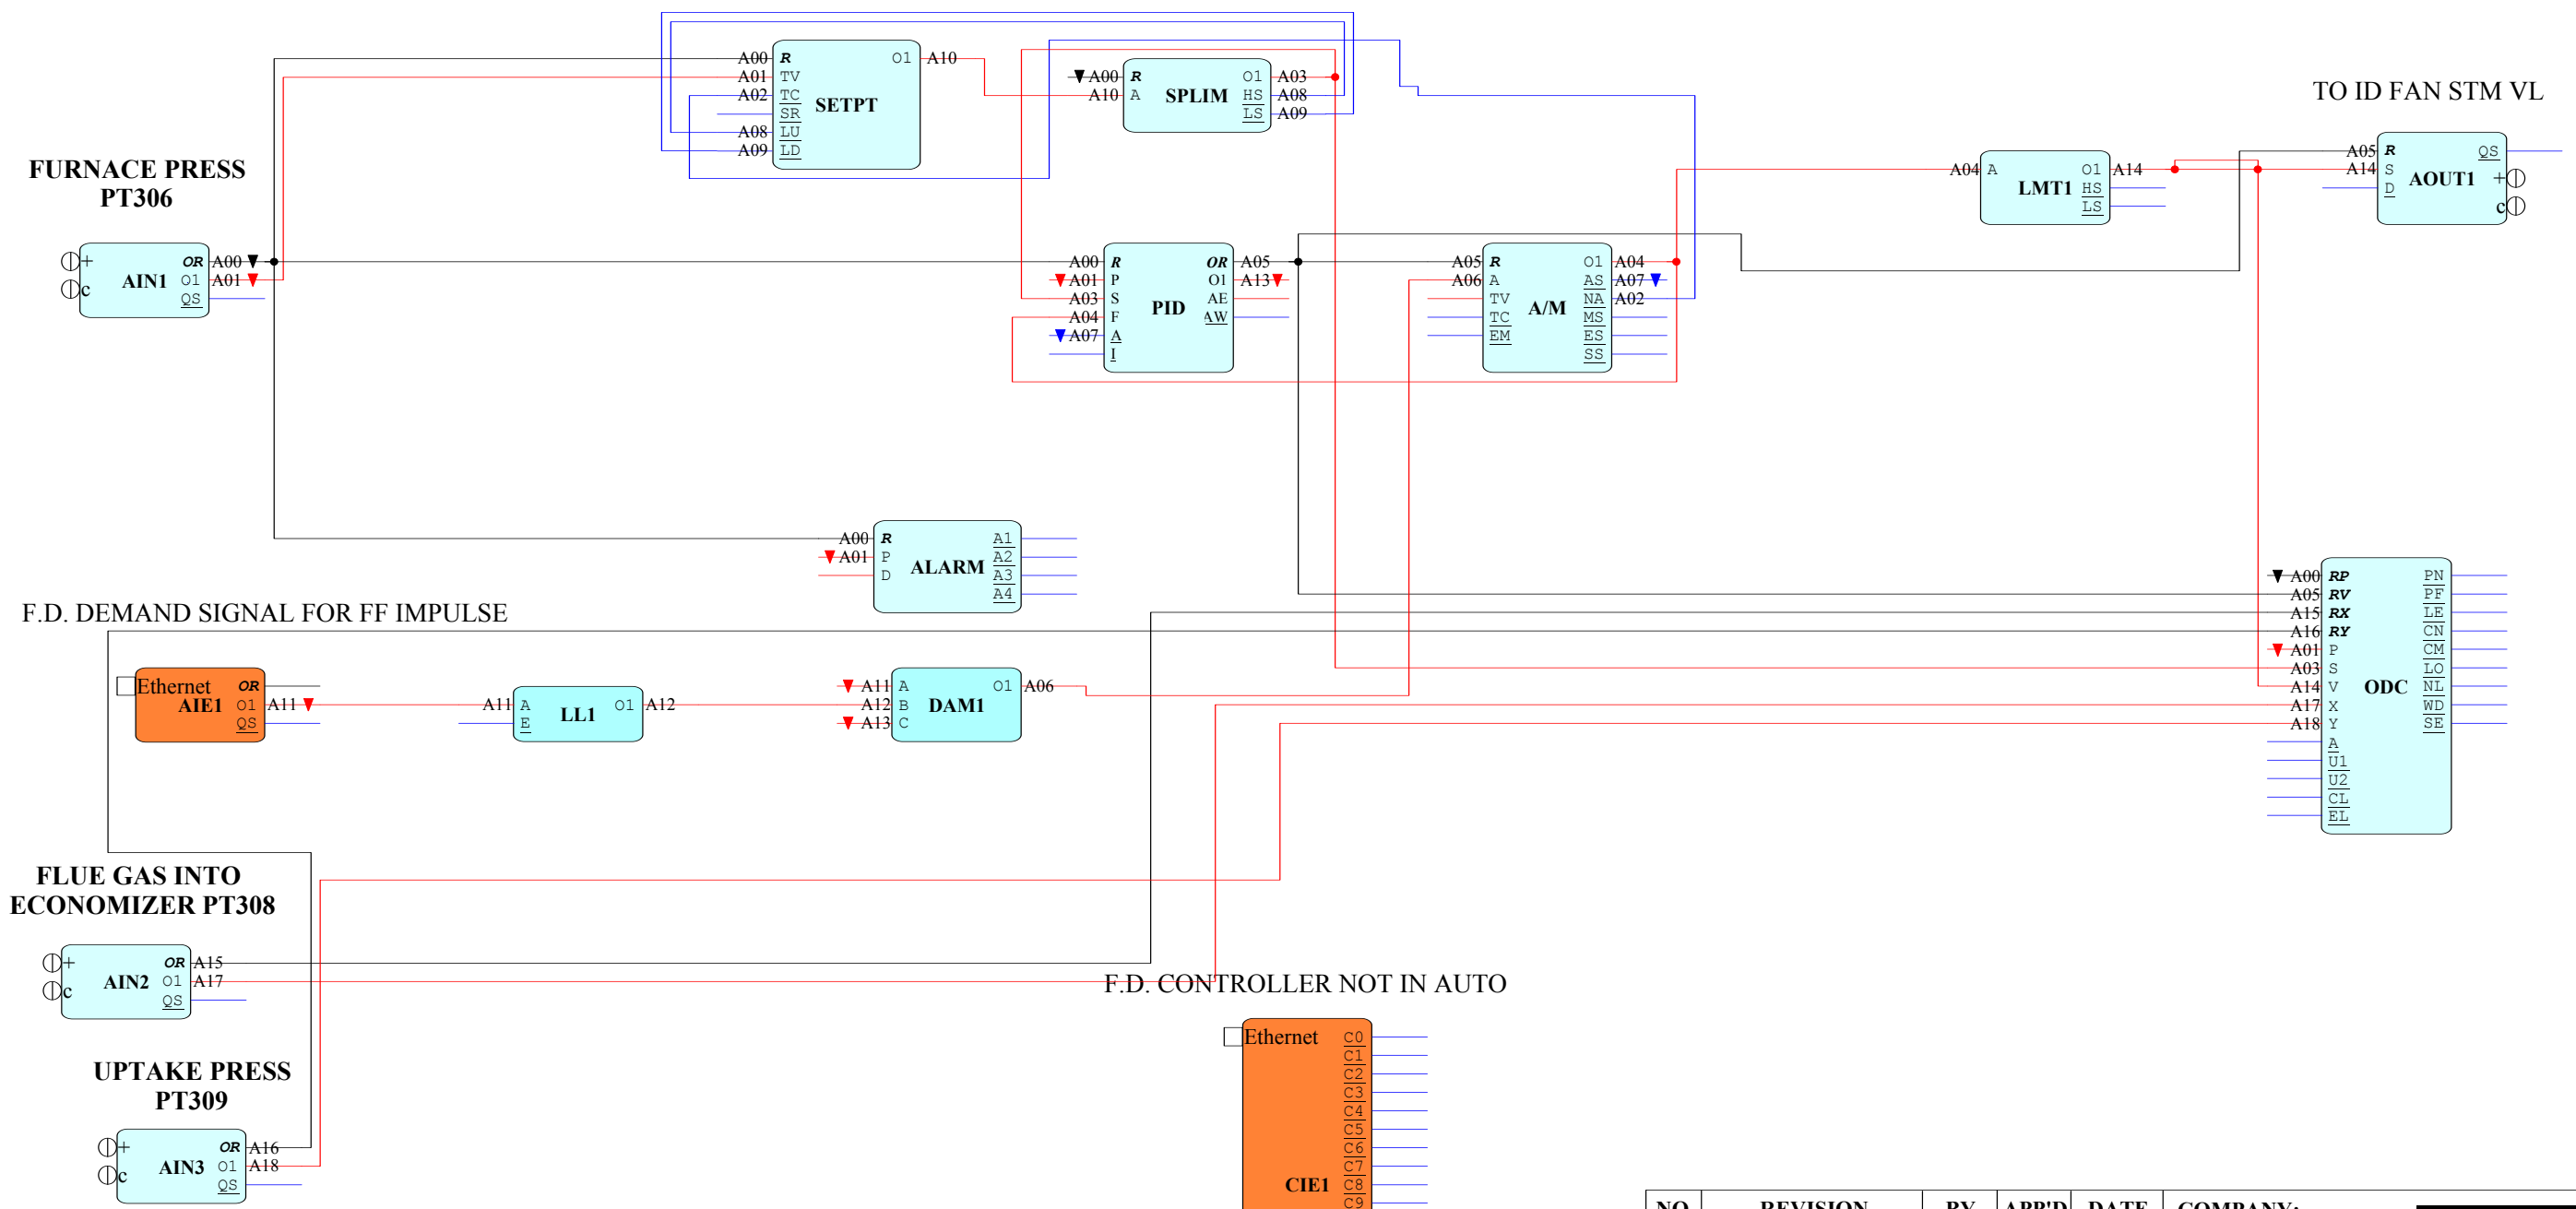 A00 R O1 A10
A01 TV
A02 TC
SETPT
SR
A08 LU
A09 LD
A00 R O1 A03
A10 A SPLIM HS A08
LS A09
TO ID FAN STM VL
A05 R QS
A14 S AOUT1 +
D c
A04 A O1 A14
LMT1 HS
LS
FURNACE PRESS
PT306
+ OR A00
AIN1 O1 A01
c QS
A00 R OR A05
A01 P O1 A13
A03 S AE
A04 F PID AW
A07 A
I
A05 R O1 A04
A06 A AS A07
TV NA A02
TC A/M MS
EM ES
SS
A00 R A1
A01 P A2
D ALARM A3
A4
F.D. DEMAND SIGNAL FOR FF IMPULSE
Ethernet OR
AIE1 O1 A11
QS
A11 A O1 A12
E LL1
A11 A O1 A06
A12 B DAM1
A13 C
A00 RP PN
A05 RV PF
A15 RX LE
A16 RY CN
A01 P CM
A03 S LO
A14 V ODC NL
A17 X WD
A18 Y SE
A
U1
U2
CL
EL
FLUE GAS INTO
ECONOMIZER PT308
+ OR A15
AIN2 O1 A17
c QS
F.D. CONTROLLER NOT IN AUTO
Ethernet C0
C1
C2
C3
C4
C5
C6
C7
CIE1 C8
C9
UPTAKE PRESS
PT309
+ OR A16
AIN3 O1 A18
c QS
NO REVISION BY APP'D DATE COMPANY: